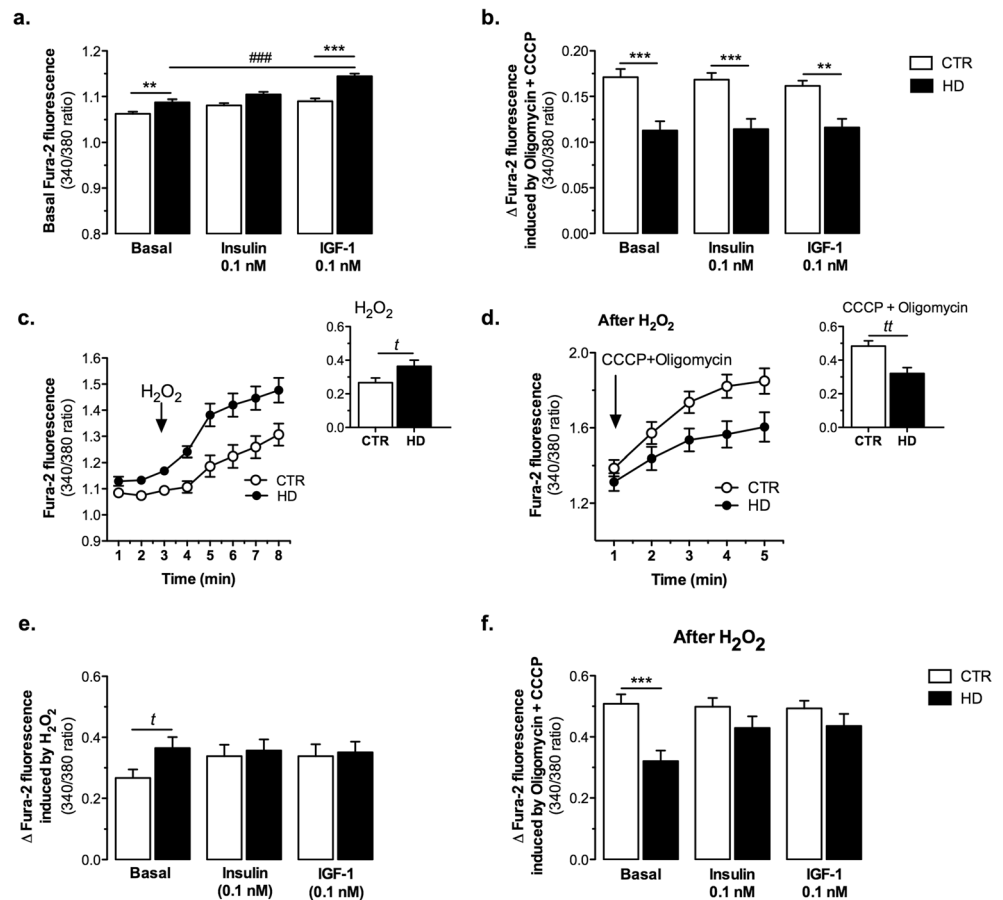 a.
Basal Fura-2 fluorescence
(340/380 ratio)
1.2
1.1
1.0
0.9
0.8
**
###
***
Basal
Insulin
0.1 nM
IGF-1
0.1 nM
b.
Δ Fura-2 fluorescence
induced by Oligomycin + CCCP
(340/380 ratio)
0.20
0.15
0.10
0.05
0.00
***
***
**
Basal
Insulin
0.1 nM
IGF-1
0.1 nM
CTR
HD
c.
Fura-2 fluorescence
(340/380 ratio)
1.6
1.5
1.4
1.3
1.2
1.1
1.0
0.9
H2O2
CTR
HD
1 2 3 4 5 6 7 8
Time (min)
H2O2
0.6
0.4
0.2
0.0
t
CTR HD
d.
After H2O2
CCCP+Oligomycin
Fura-2 fluorescence
(340/380 ratio)
2.0
1.8
1.6
1.3
CTR
HD
1 2 3 4 5
Time (min)
CCCP + Oligomycin
0.6
0.4
0.2
0.0
tt
CTR HD
e.
Δ Fura-2 fluorescence
induced by H2O2
(340/380 ratio)
0.6
0.4
0.2
0.0
t
Basal
Insulin
(0.1 nM)
IGF-1
(0.1 nM)
f.
After H2O2
Δ Fura-2 fluorescence
induced by Oligomycin + CCCP
(340/380 ratio)
0.6
0.4
0.2
0.0
***
Basal
Insulin
0.1 nM
IGF-1
0.1 nM
CTR
HD